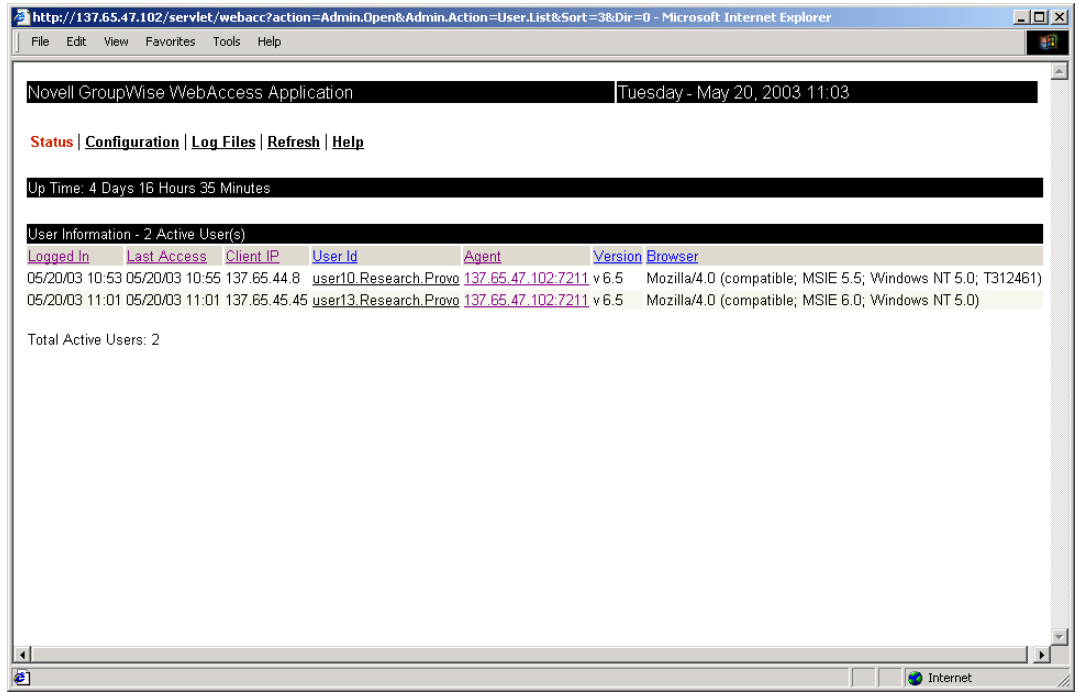 http://137.65.47.102/servlet/webacc?action=Admin.Open&Admin.Action=User.List&Sort=3&Dir=0 - Microsoft Internet Explorer
File Edit View Favorites Tools Help
Novell GroupWise WebAccess Application Tuesday - May 20, 2003 11:03
Status | Configuration | Log Files | Refresh | Help
Up Time: 4 Days 16 Hours 35 Minutes
User Information - 2 Active User(s)
Logged In Last Access Client IP User Id Agent Version Browser
05/20/03 10:53 05/20/03 10:55 137.65.44.8 user10.Research.Provo 137.65.47.102:7211 v 6.5 Mozilla/4.0 (compatible; MSIE 5.5; Windows NT 5.0; T312461)
05/20/03 11:01 05/20/03 11:01 137.65.45.45 user13.Research.Provo 137.65.47.102:7211 v 6.5 Mozilla/4.0 (compatible; MSIE 6.0; Windows NT 5.0)
Total Active Users: 2
Internet